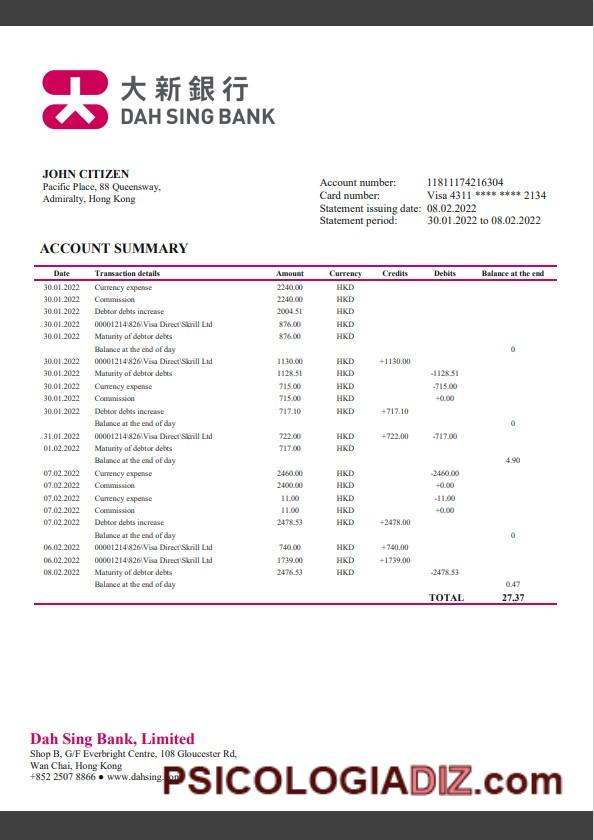 大新銀行
DAH SING BANK
JOHN CITIZEN
Pacific Place, 88 Queensway,
Admiralty, Hong Kong
Account number: 11811174216304
Card number: Visa 4311 **** **** 2134
Statement issuing date: 08.02.2022
Statement period: 30.01.2022 to 08.02.2022
ACCOUNT SUMMARY
Date Transaction details Amount Currency Credits Debits Balance at the end
30.01.2022 Currency expense 2240.00 HKD
30.01.2022 Commission 2240.00 HKD
30.01.2022 Debtor debts increase 2004.51 HKD
30.01.2022 00001214\826\Visa Direct\Skrill Ltd 876.00 HKD
30.01.2022 Maturity of debtor debts 876.00 HKD
Balance at the end of day 0
30.01.2022 00001214\826\Visa Direct\Skrill Ltd 1130.00 HKD +1130.00
30.01.2022 Maturity of debtor debts 1128.51 HKD -1128.51
30.01.2022 Currency expense 715.00 HKD -715.00
30.01.2022 Commission 715.00 HKD +0.00
30.01.2022 Debtor debts increase 717.10 HKD +717.10
Balance at the end of day 0
31.01.2022 00001214\826\Visa Direct\Skrill Ltd 722.00 HKD +722.00 -717.00
01.02.2022 Maturity of debtor debts 717.00 HKD
Balance at the end of day 4.90
07.02.2022 Currency expense 2460.00 HKD -2460.00
07.02.2022 Commission 2400.00 HKD +0.00
07.02.2022 Currency expense 11.00 HKD -11.00
07.02.2022 Commission 11.00 HKD +0.00
07.02.2022 Debtor debts increase 2478.53 HKD +2478.00
Balance at the end of day 0
06.02.2022 00001214\826\Visa Direct\Skrill Ltd 740.00 HKD +740.00
06.02.2022 00001214\826\Visa Direct\Skrill Ltd 1739.00 HKD +1739.00
08.02.2022 Maturity of debtor debts 2476.53 HKD -2478.53
Balance at the end of day 0.47
TOTAL 27.37
Dah Sing Bank, Limited
Shop B, G/F Everbright Centre, 108 Gloucester Rd,
Wan Chai, Hong Kong
+852 2507 8866 ● www.dahsing.com
PSICOLOGIADIZ.com